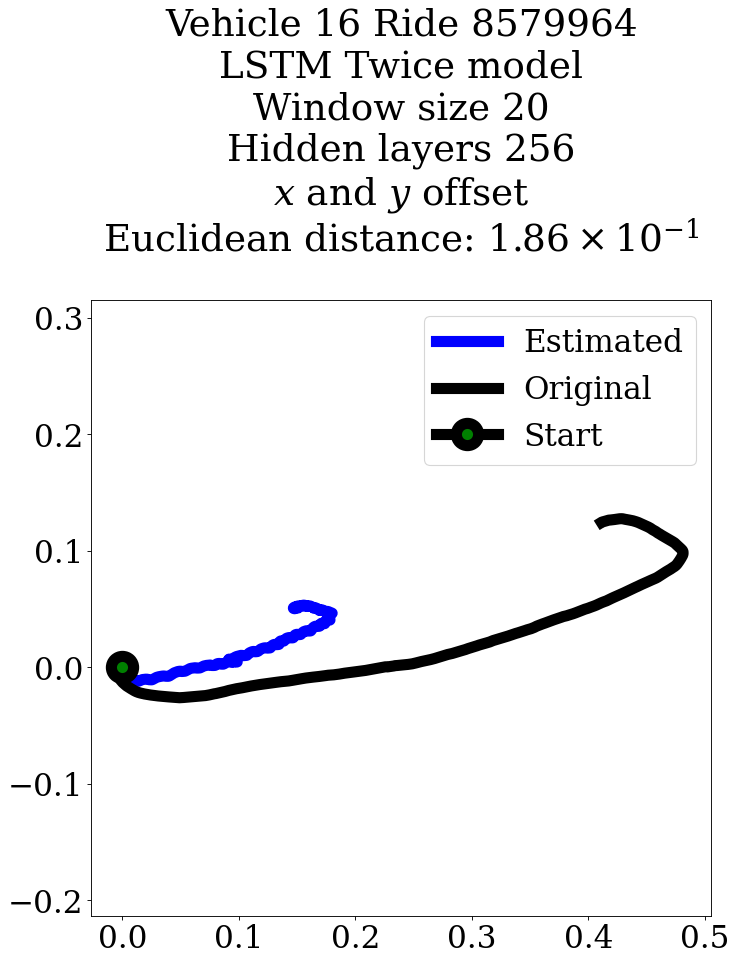 Vehicle 16 Ride 8579964
LSTM Twice model
Window size 20
Hidden layers 256
x and y offset
Euclidean distance: 1.86 × 10⁻¹
0.3
0.2
0.1
0.0
−0.1
−0.2
Estimated
Original
Start
0.0 0.1 0.2 0.3 0.4 0.5